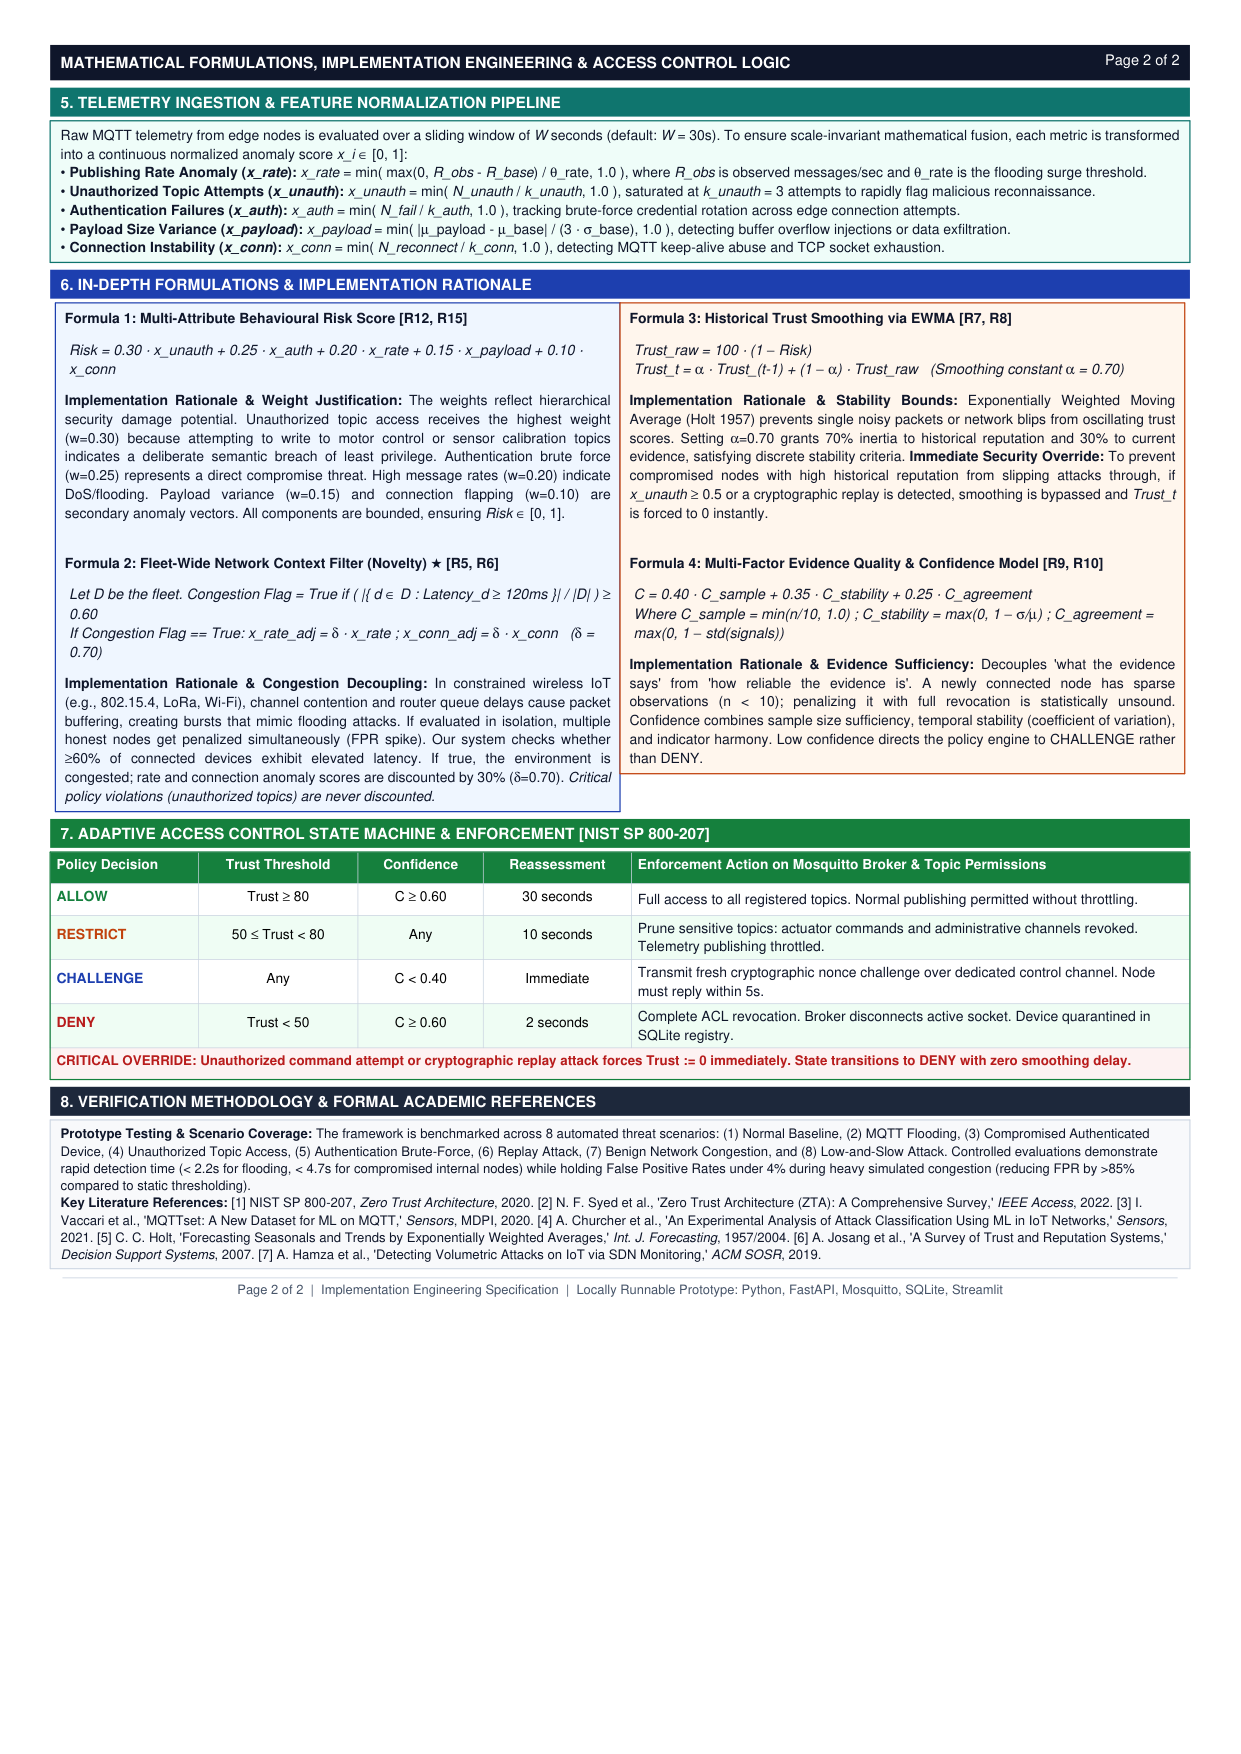 MATHEMATICAL FORMULATIONS, IMPLEMENTATION ENGINEERING & ACCESS CONTROL LOGIC
Page 2 of 2
5. TELEMETRY INGESTION & FEATURE NORMALIZATION PIPELINE
Raw MQTT telemetry from edge nodes is evaluated over a sliding window of W seconds (default: W = 30s). To ensure scale-invariant mathematical fusion, each metric is transformed
into a continuous normalized anomaly score x_i ∈ [0, 1]:
• Publishing Rate Anomaly (x_rate): x_rate = min( max(0, R_obs - R_base) / θ_rate, 1.0 ), where R_obs is observed messages/sec and θ_rate is the flooding surge threshold.
• Unauthorized Topic Attempts (x_unauth): x_unauth = min( N_unauth / k_unauth, 1.0 ), saturated at k_unauth = 3 attempts to rapidly flag malicious reconnaissance.
• Authentication Failures (x_auth): x_auth = min( N_fail / k_auth, 1.0 ), tracking brute-force credential rotation across edge connection attempts.
• Payload Size Variance (x_payload): x_payload = min( |μ_payload - μ_base| / (3 · σ_base), 1.0 ), detecting buffer overflow injections or data exfiltration.
• Connection Instability (x_conn): x_conn = min( N_reconnect / k_conn, 1.0 ), detecting MQTT keep-alive abuse and TCP socket exhaustion.
6. IN-DEPTH FORMULATIONS & IMPLEMENTATION RATIONALE
Formula 1: Multi-Attribute Behavioural Risk Score [R12, R15]
Risk = 0.30 · x_unauth + 0.25 · x_auth + 0.20 · x_rate + 0.15 · x_payload + 0.10 ·
x_conn
Implementation Rationale & Weight Justification: The weights reflect hierarchical
security damage potential. Unauthorized topic access receives the highest weight
(w=0.30) because attempting to write to motor control or sensor calibration topics
indicates a deliberate semantic breach of least privilege. Authentication brute force
(w=0.25) represents a direct compromise threat. High message rates (w=0.20) indicate
DoS/flooding. Payload variance (w=0.15) and connection flapping (w=0.10) are
secondary anomaly vectors. All components are bounded, ensuring Risk ∈ [0, 1].
Formula 2: Fleet-Wide Network Context Filter (Novelty) ★ [R5, R6]
Let D be the fleet. Congestion Flag = True if ( |{ d ∈ D : Latency_d ≥ 120ms }| / |D| ) ≥
0.60
If Congestion Flag == True: x_rate_adj = δ · x_rate ; x_conn_adj = δ · x_conn (δ =
0.70)
Implementation Rationale & Congestion Decoupling: In constrained wireless IoT
(e.g., 802.15.4, LoRa, Wi-Fi), channel contention and router queue delays cause packet
buffering, creating bursts that mimic flooding attacks. If evaluated in isolation, multiple
honest nodes get penalized simultaneously (FPR spike). Our system checks whether
≥60% of connected devices exhibit elevated latency. If true, the environment is
congested; rate and connection anomaly scores are discounted by 30% (δ=0.70). Critical
policy violations (unauthorized topics) are never discounted.
Formula 3: Historical Trust Smoothing via EWMA [R7, R8]
Trust_raw = 100 · (1 − Risk)
Trust_t = α · Trust_(t-1) + (1 − α) · Trust_raw (Smoothing constant α = 0.70)
Implementation Rationale & Stability Bounds: Exponentially Weighted Moving
Average (Holt 1957) prevents single noisy packets or network blips from oscillating trust
scores. Setting α=0.70 grants 70% inertia to historical reputation and 30% to current
evidence, satisfying discrete stability criteria. Immediate Security Override: To prevent
compromised nodes with high historical reputation from slipping attacks through, if
x_unauth ≥ 0.5 or a cryptographic replay is detected, smoothing is bypassed and Trust_t
is forced to 0 instantly.
Formula 4: Multi-Factor Evidence Quality & Confidence Model [R9, R10]
C = 0.40 · C_sample + 0.35 · C_stability + 0.25 · C_agreement
Where C_sample = min(n/10, 1.0) ; C_stability = max(0, 1 − σ/μ) ; C_agreement =
max(0, 1 − std(signals))
Implementation Rationale & Evidence Sufficiency: Decouples 'what the evidence
says' from 'how reliable the evidence is'. A newly connected node has sparse
observations (n < 10); penalizing it with full revocation is statistically unsound.
Confidence combines sample size sufficiency, temporal stability (coefficient of variation),
and indicator harmony. Low confidence directs the policy engine to CHALLENGE rather
than DENY.
7. ADAPTIVE ACCESS CONTROL STATE MACHINE & ENFORCEMENT [NIST SP 800-207]
Policy Decision Trust Threshold Confidence Reassessment Enforcement Action on Mosquitto Broker & Topic Permissions
ALLOW Trust ≥ 80 C ≥ 0.60 30 seconds Full access to all registered topics. Normal publishing permitted without throttling.
RESTRICT 50 ≤ Trust < 80 Any 10 seconds Prune sensitive topics: actuator commands and administrative channels revoked.
Telemetry publishing throttled.
CHALLENGE Any C < 0.40 Immediate Transmit fresh cryptographic nonce challenge over dedicated control channel. Node
must reply within 5s.
DENY Trust < 50 C ≥ 0.60 2 seconds Complete ACL revocation. Broker disconnects active socket. Device quarantined in
SQLite registry.
CRITICAL OVERRIDE: Unauthorized command attempt or cryptographic replay attack forces Trust := 0 immediately. State transitions to DENY with zero smoothing delay.
8. VERIFICATION METHODOLOGY & FORMAL ACADEMIC REFERENCES
Prototype Testing & Scenario Coverage: The framework is benchmarked across 8 automated threat scenarios: (1) Normal Baseline, (2) MQTT Flooding, (3) Compromised Authenticated
Device, (4) Unauthorized Topic Access, (5) Authentication Brute-Force, (6) Replay Attack, (7) Benign Network Congestion, and (8) Low-and-Slow Attack. Controlled evaluations demonstrate
rapid detection time (< 2.2s for flooding, < 4.7s for compromised internal nodes) while holding False Positive Rates under 4% during heavy simulated congestion (reducing FPR by >85%
compared to static thresholding).
Key Literature References: [1] NIST SP 800-207, Zero Trust Architecture, 2020. [2] N. F. Syed et al., 'Zero Trust Architecture (ZTA): A Comprehensive Survey,' IEEE Access, 2022. [3] I.
Vaccari et al., 'MQTTset: A New Dataset for ML on MQTT,' Sensors, MDPI, 2020. [4] A. Churcher et al., 'An Experimental Analysis of Attack Classification Using ML in IoT Networks,' Sensors,
2021. [5] C. C. Holt, 'Forecasting Seasonals and Trends by Exponentially Weighted Averages,' Int. J. Forecasting, 1957/2004. [6] A. Josang et al., 'A Survey of Trust and Reputation Systems,'
Decision Support Systems, 2007. [7] A. Hamza et al., 'Detecting Volumetric Attacks on IoT via SDN Monitoring,' ACM SOSR, 2019.
Page 2 of 2 | Implementation Engineering Specification | Locally Runnable Prototype: Python, FastAPI, Mosquitto, SQLite, Streamlit